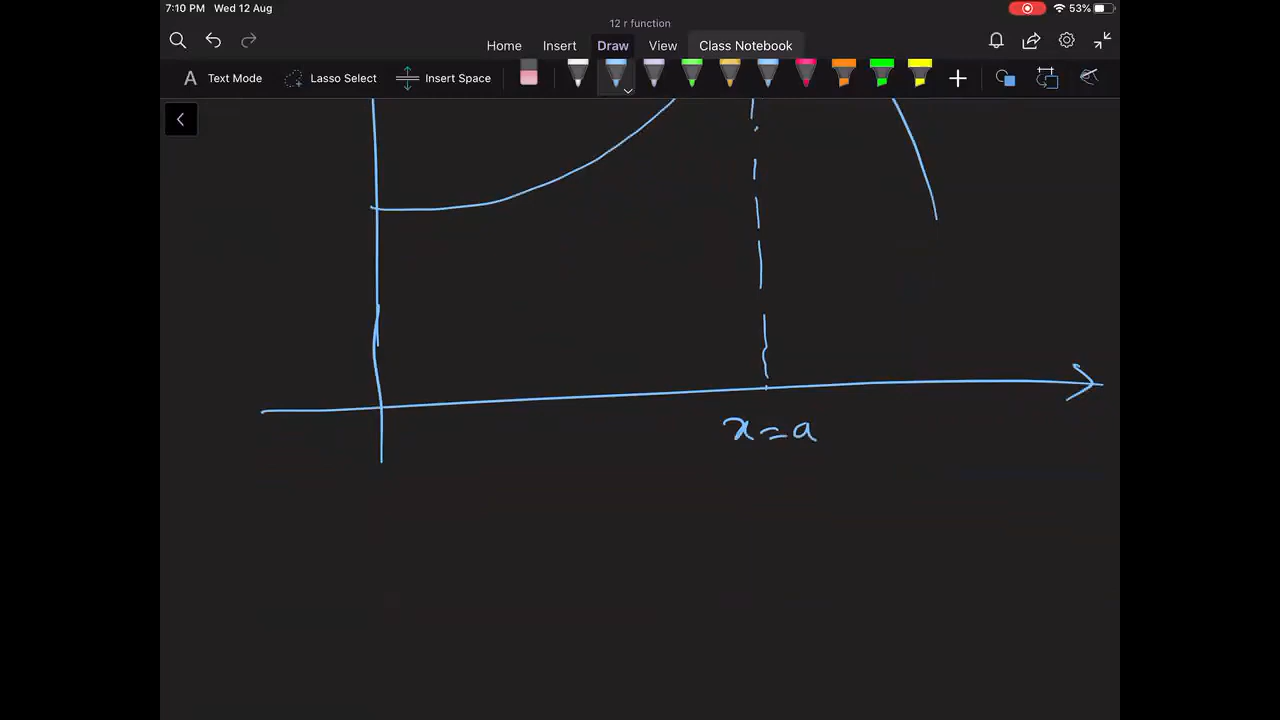 7:10 PM Wed 12 Aug 53%
12 r function
Home Insert Draw View Class Notebook
A Text Mode Lasso Select Insert Space
x = a